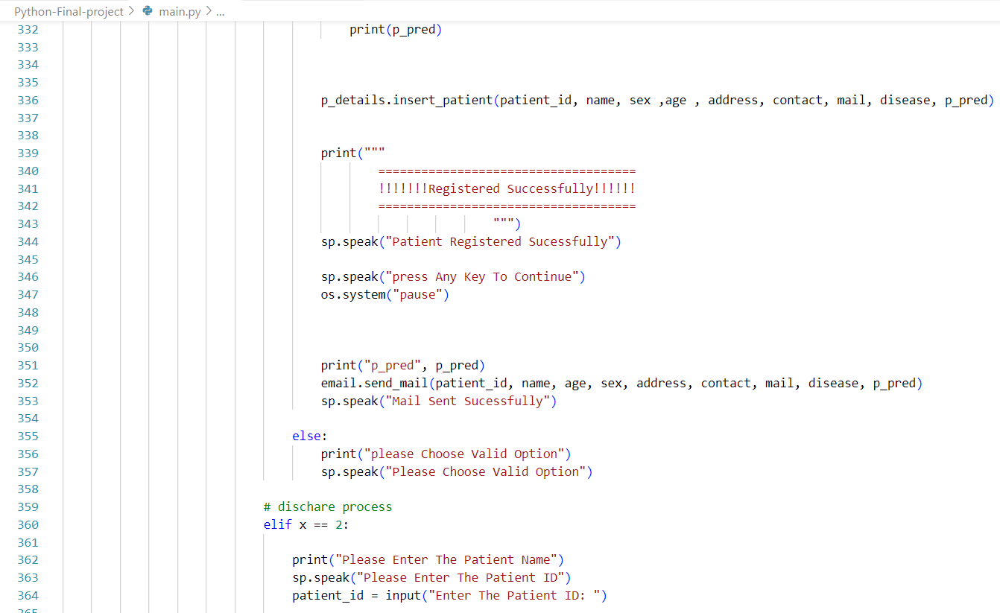 Python-Final-project > main.py > ...
332 print(p_pred)
333
334
335
336 p_details.insert_patient(patient_id, name, sex ,age , address, contact, mail, disease, p_pred)
337
338
339 print("""
340 ====================================
341 !!!!!!!Registered Successfully!!!!!!
342 ====================================
343 """)
344 sp.speak("Patient Registered Sucessfully")
345
346 sp.speak("press Any Key To Continue")
347 os.system("pause")
348
349
350
351 print("p_pred", p_pred)
352 email.send_mail(patient_id, name, age, sex, address, contact, mail, disease, p_pred)
353 sp.speak("Mail Sent Sucessfully")
354
355 else:
356 print("please Choose Valid Option")
357 sp.speak("Please Choose Valid Option")
358
359 # dischare process
360 elif x == 2:
361
362 print("Please Enter The Patient Name")
363 sp.speak("Please Enter The Patient ID")
364 patient_id = input("Enter The Patient ID: ")
365